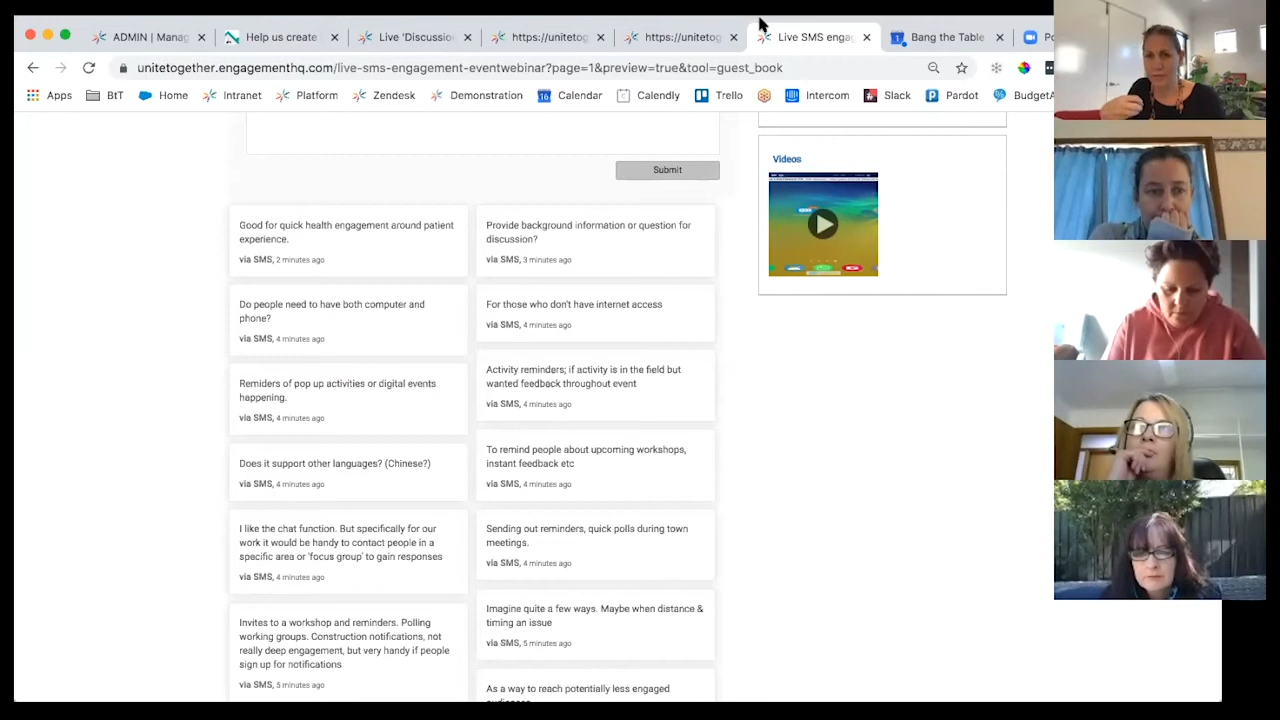 ADMIN | Manag
Help us create
Live 'Discussion
https://unitetog
https://unitetog
Live SMS engag
Bang the Table
unitetogether.engagementhq.com/live-sms-engagement-eventwebinar?page=1&preview=true&tool=guest_book
Apps
BtT
Home
Intranet
Platform
Zendesk
Demonstration
Calendar
Calendly
Trello
Intercom
Slack
Pardot
BudgetA
Submit
Videos
Good for quick health engagement around patient
experience.
via SMS, 2 minutes ago
Provide background information or question for
discussion?
via SMS, 3 minutes ago
Do people need to have both computer and
phone?
via SMS, 4 minutes ago
For those who don't have internet access
via SMS, 4 minutes ago
Remiders of pop up activities or digital events
happening.
via SMS, 4 minutes ago
Activity reminders; if activity is in the field but
wanted feedback throughout event
via SMS, 4 minutes ago
Does it support other languages? (Chinese?)
via SMS, 4 minutes ago
To remind people about upcoming workshops,
instant feedback etc
via SMS, 4 minutes ago
I like the chat function. But specifically for our
work it would be handy to contact people in a
specific area or 'focus group' to gain responses
via SMS, 4 minutes ago
Sending out reminders, quick polls during town
meetings.
via SMS, 4 minutes ago
Invites to a workshop and reminders. Polling
working groups. Construction notifications, not
really deep engagement, but very handy if people
sign up for notifications
via SMS, 5 minutes ago
Imagine quite a few ways. Maybe when distance &
timing an issue
via SMS, 5 minutes ago
As a way to reach potentially less engaged